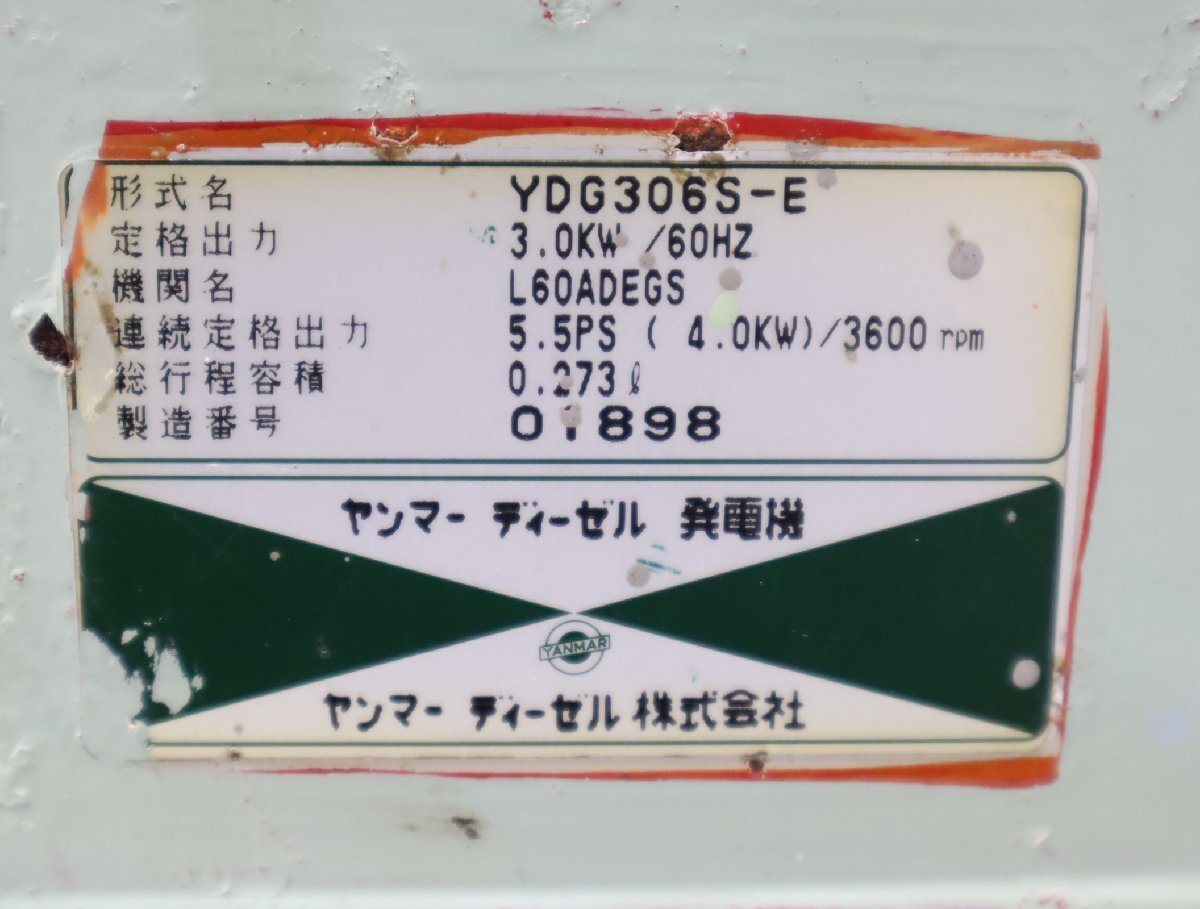 形式名 YDG306S-E
定格出力 3.0KW /60HZ
機関名 L60ADEGS
連続定格出力 5.5PS ( 4.0KW)/3600 rpm
総行程容積 0.273ℓ
製造番号 01898
ヤンマー ディーゼル 発電機
YANMAR
ヤンマー ディーゼル 株式会社